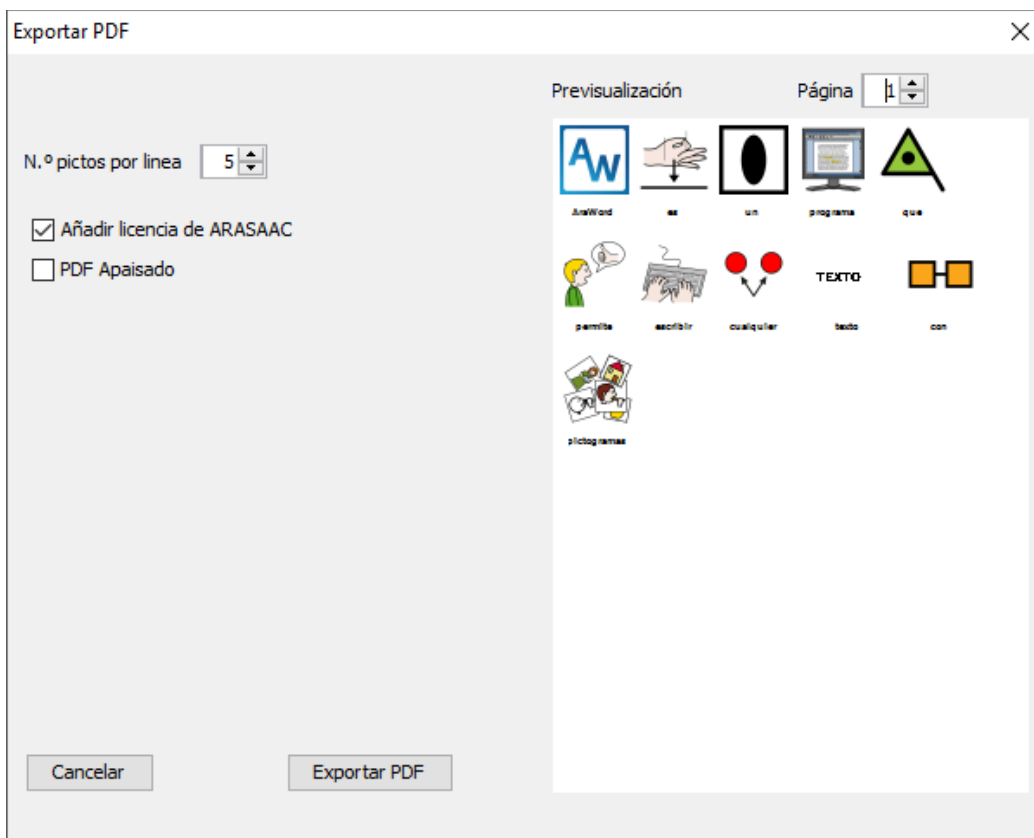 Exportar PDF
Previsualización Página 1
N.º pictos por linea 5
AW
AraWord es un programa que
Añadir licencia de ARASAAC
PDF Apaisado
TEXTO
permite escribir cualquier texto con
pictogramas
Cancelar Exportar PDF